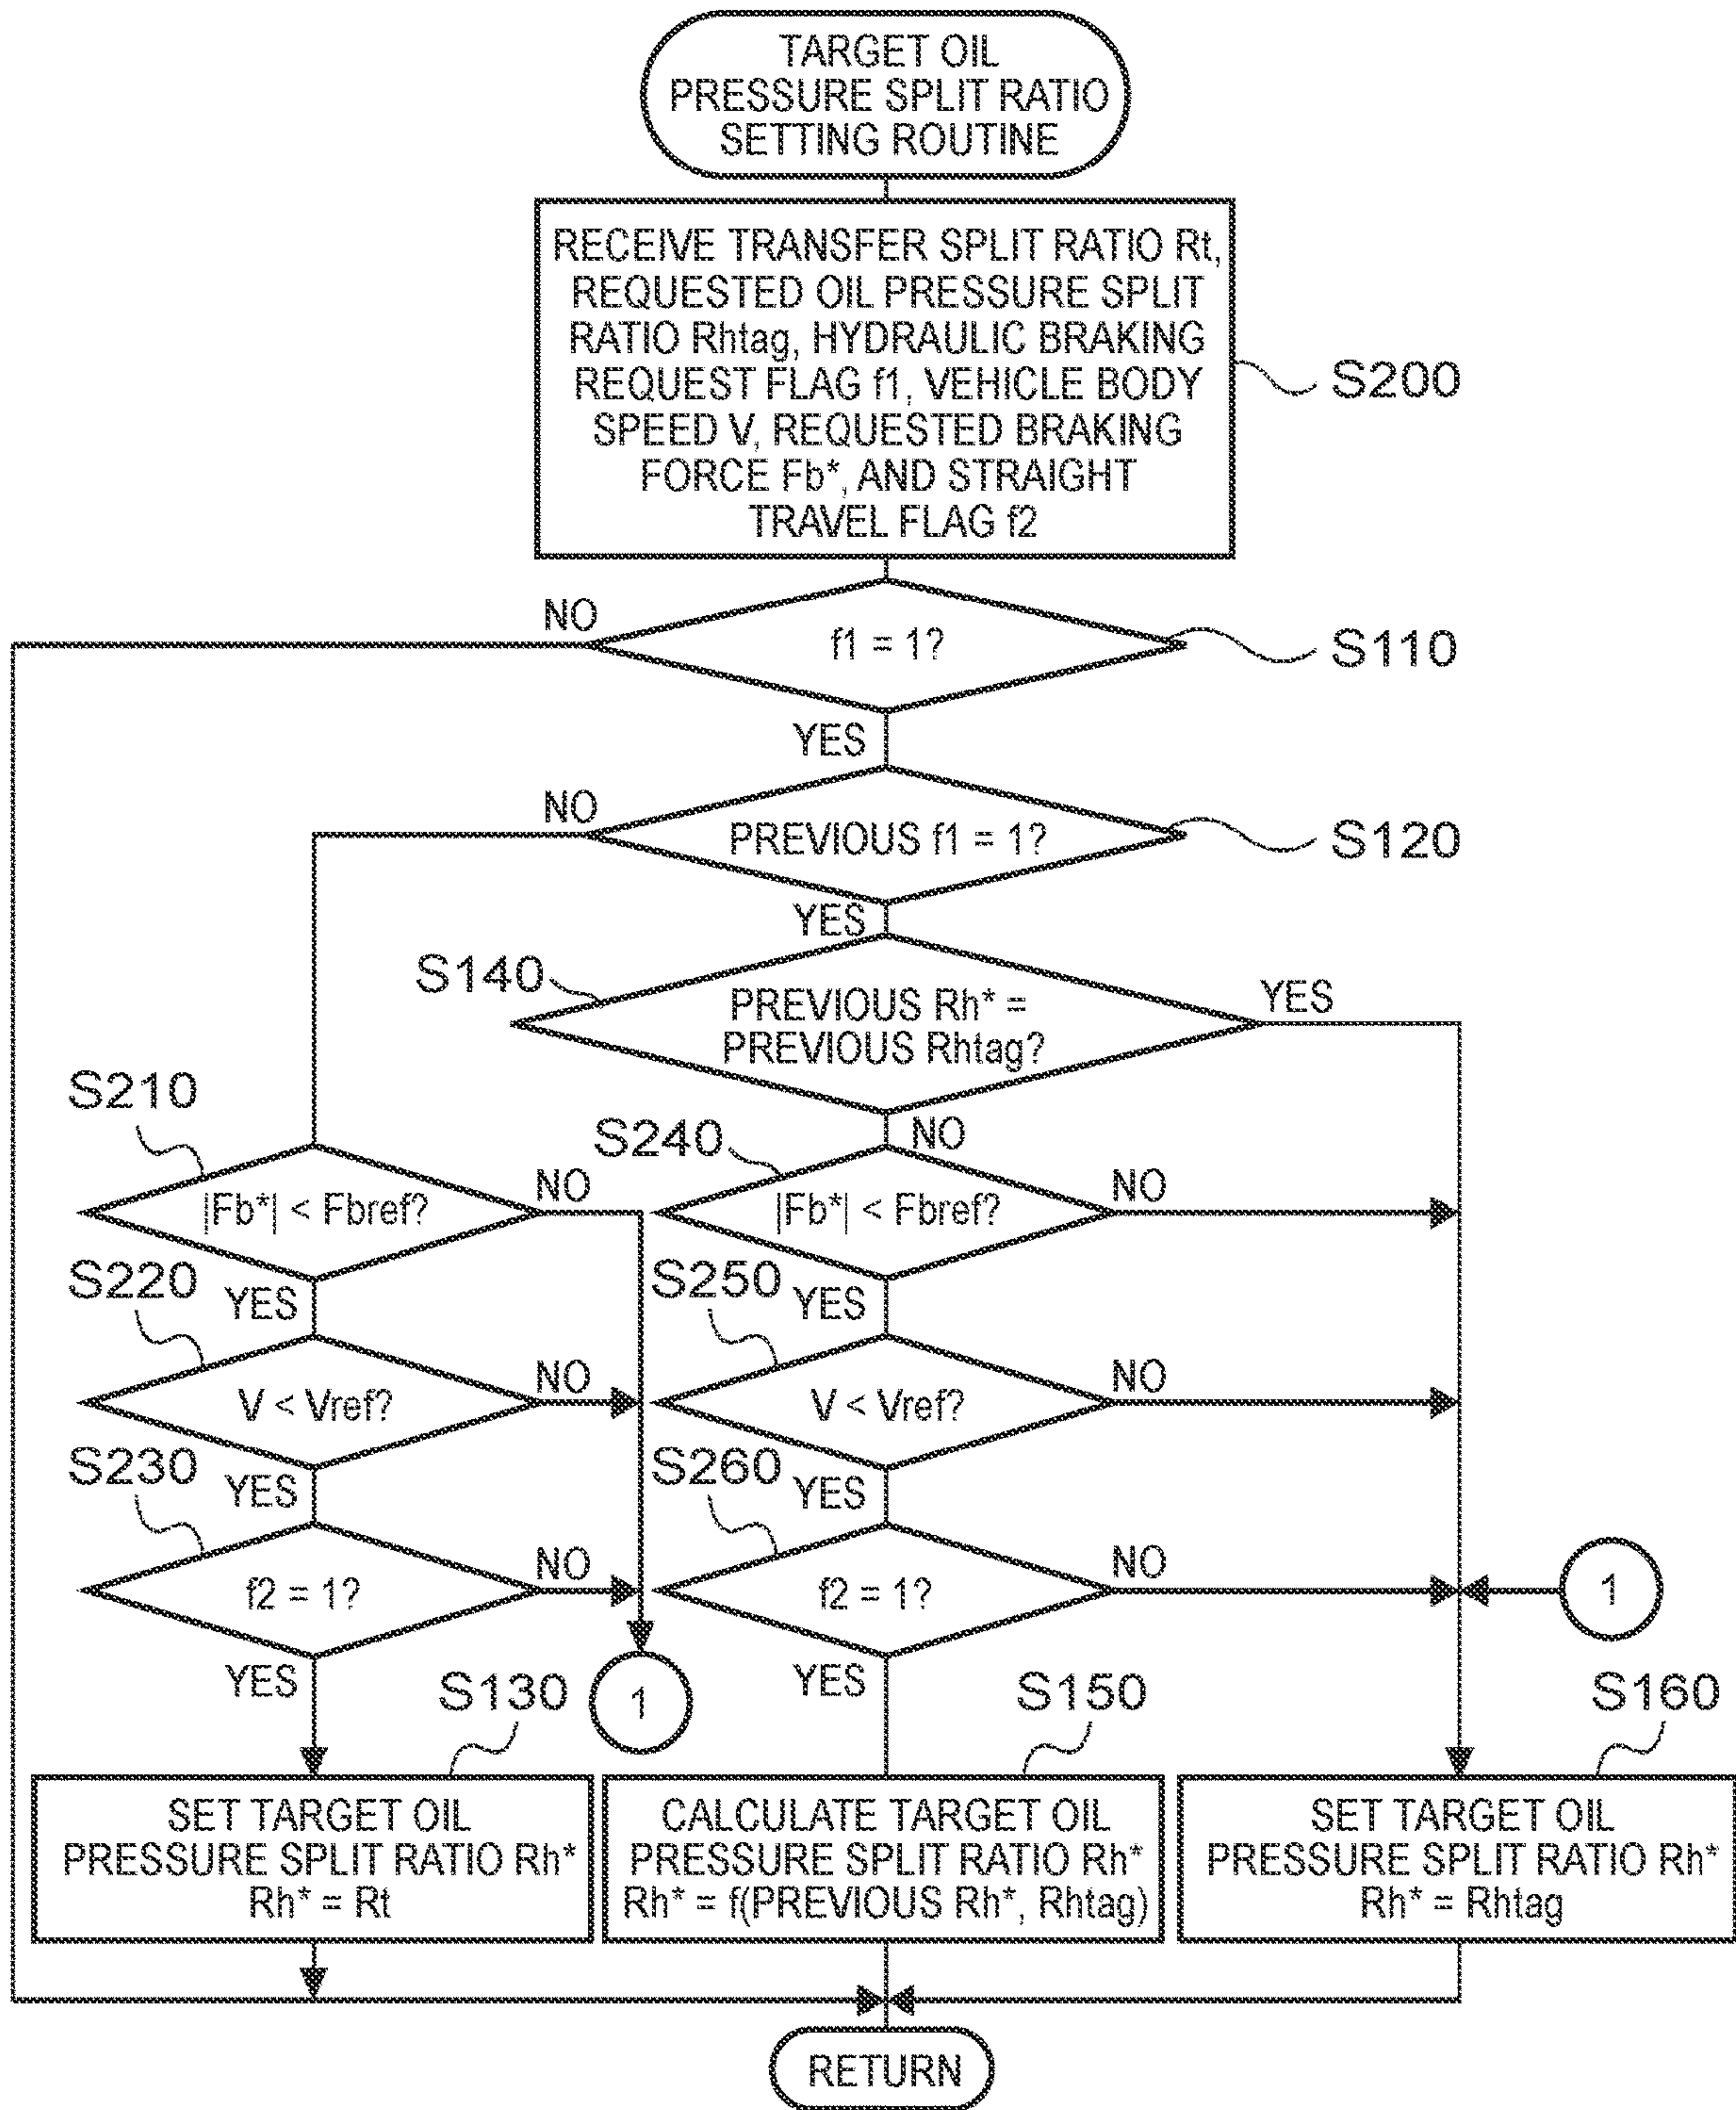 TARGET OIL
PRESSURE SPLIT RATIO
SETTING ROUTINE
RECEIVE TRANSFER SPLIT RATIO Rt,
REQUESTED OIL PRESSURE SPLIT
RATIO Rhtag, HYDRAULIC BRAKING
REQUEST FLAG f1, VEHICLE BODY
SPEED V, REQUESTED BRAKING
FORCE Fb*, AND STRAIGHT
TRAVEL FLAG f2
S200
NO
f1 = 1?
S110
YES
NO
PREVIOUS f1 = 1?
S120
YES
S140
PREVIOUS Rh* =
PREVIOUS Rhtag?
YES
NO
S210
|Fb*| < Fbref?
NO
YES
S240
|Fb*| < Fbref?
NO
YES
S220
V < Vref?
NO
YES
S250
V < Vref?
NO
YES
S230
f2 = 1?
NO
YES
S260
f2 = 1?
NO
YES
1
1
S130
SET TARGET OIL
PRESSURE SPLIT RATIO Rh*
Rh* = Rt
S150
CALCULATE TARGET OIL
PRESSURE SPLIT RATIO Rh*
Rh* = f(PREVIOUS Rh*, Rhtag)
S160
SET TARGET OIL
PRESSURE SPLIT RATIO Rh*
Rh* = Rhtag
RETURN